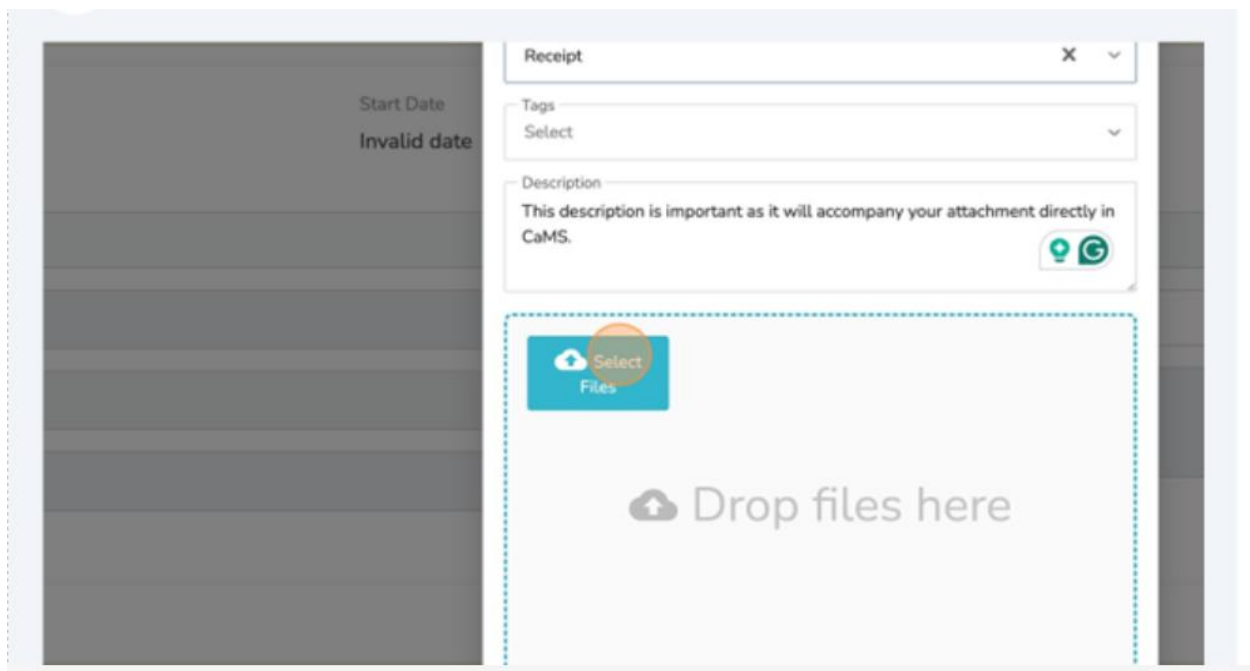 Receipt
Start Date
Tags
Invalid date
Select
Description
This description is important as it will accompany your attachment directly in
CaMS.
Select
Files
Drop files here